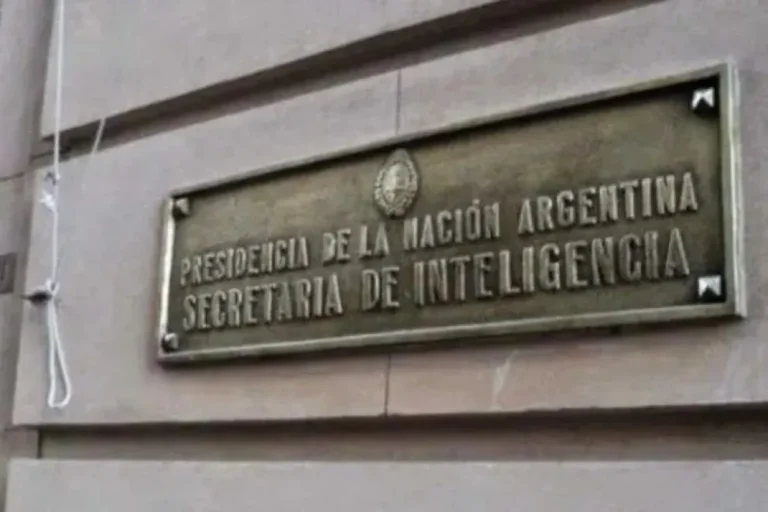 PRESIDENCIA DE LA NACIÓN ARGENTINA
SECRETARIA DE INTELIGENCIA